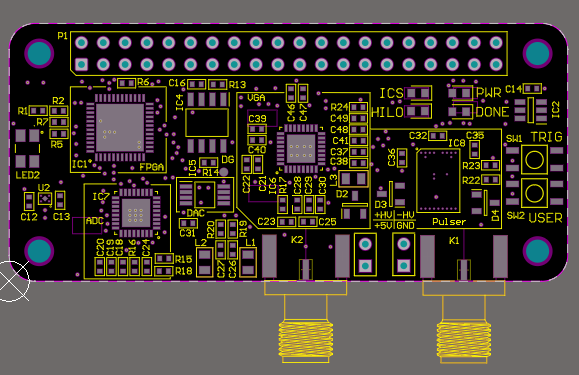 P1
R6
C16
R13
C46
C47
ICS
PWR
C14
IC2
R1
R2
R7
R5
IC4
VGA
R24
C49
C48
C41
C37
C38
HILO
DONE
C39
C40
C32
C35
IC8
SW1
TRIG
LED2
IC1
FPGA
IC5
DG
R14
C22
C21
IC6
C36
R23
R22
L3
U2
C12
C13
IC7
ADC
DAC
R17
C28
C29
C30
D2
D3
D4
SW2
USER
C31
C23
C25
+HV
-HV
+5V
GND
Pulser
C20
C19
C18
R16
C24
R15
R18
L2
R20
R19
C27
C26
L1
K2
K1